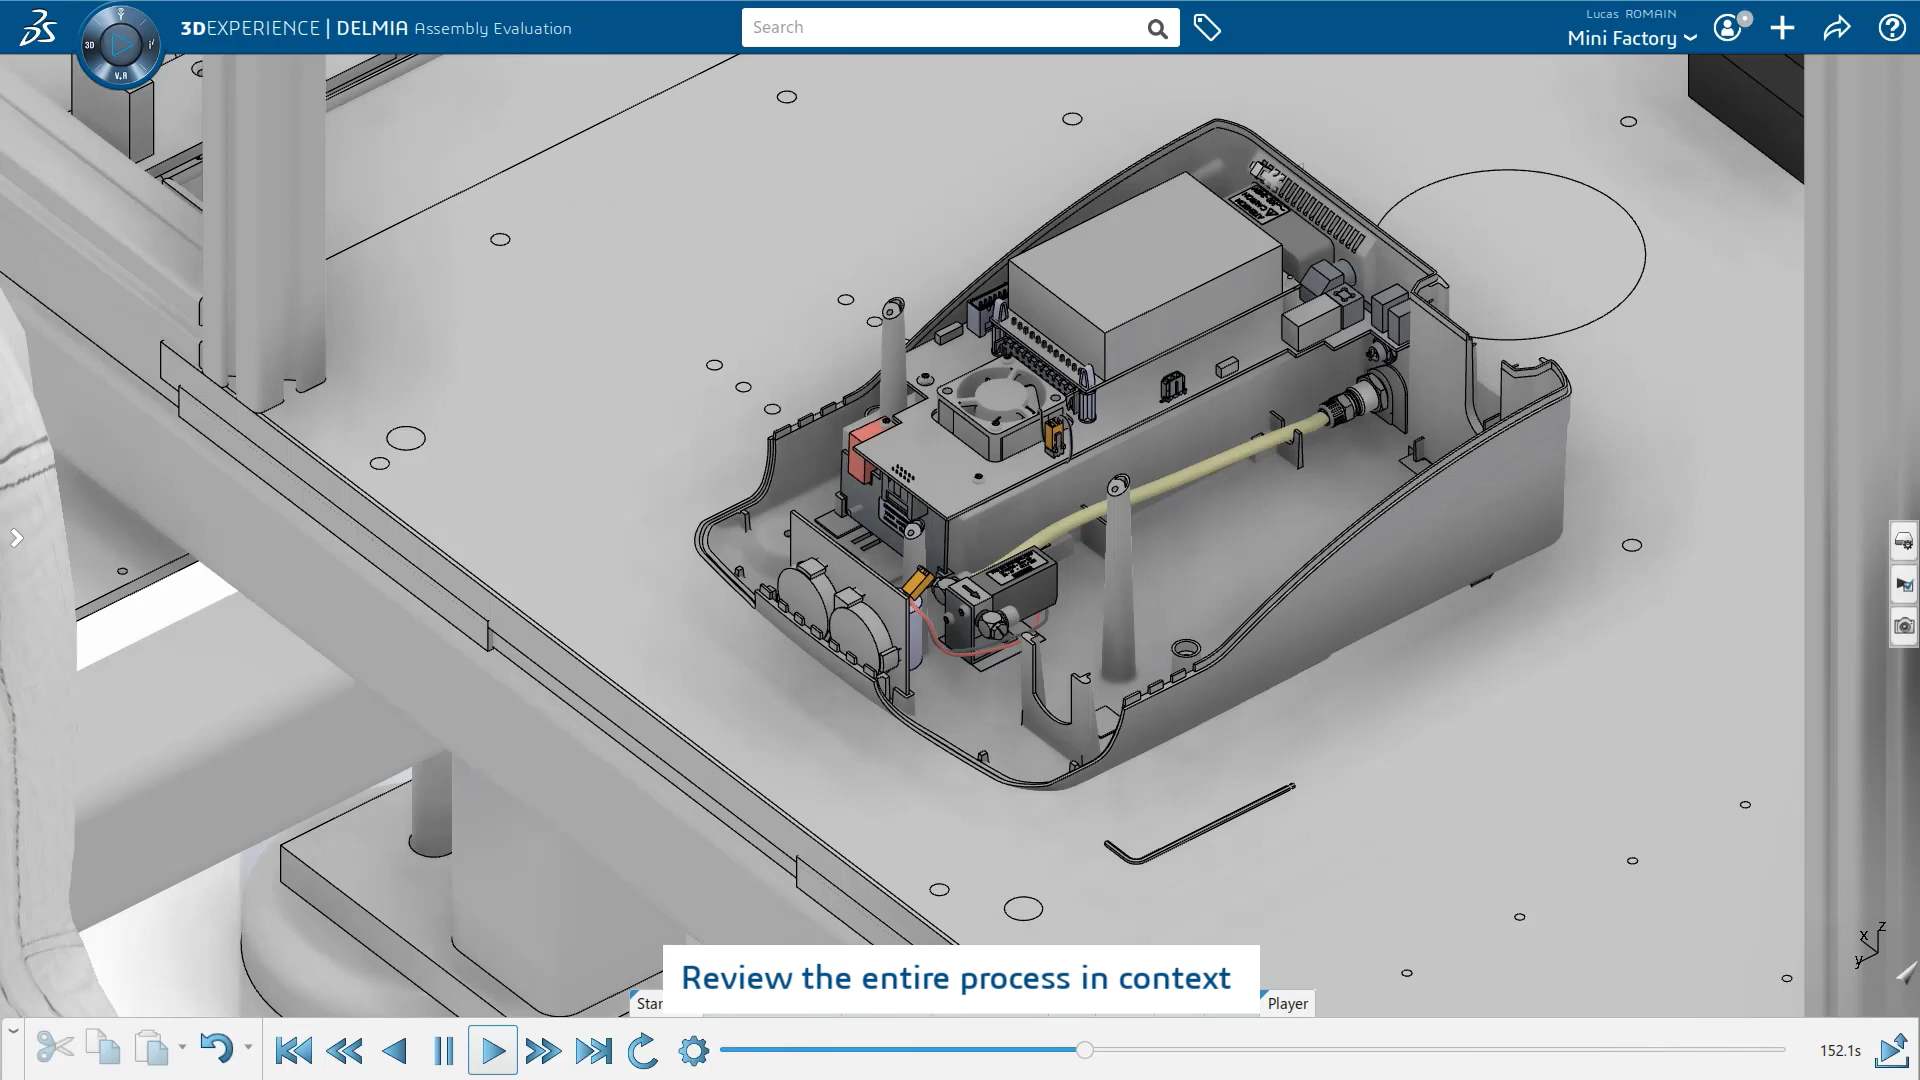 3DEXPERIENCE | DELMIA Assembly Evaluation
Search
Lucas ROMAIN
Mini Factory
3D
V.R
Review the entire process in context
Star
Player
152.1s
x
z
y